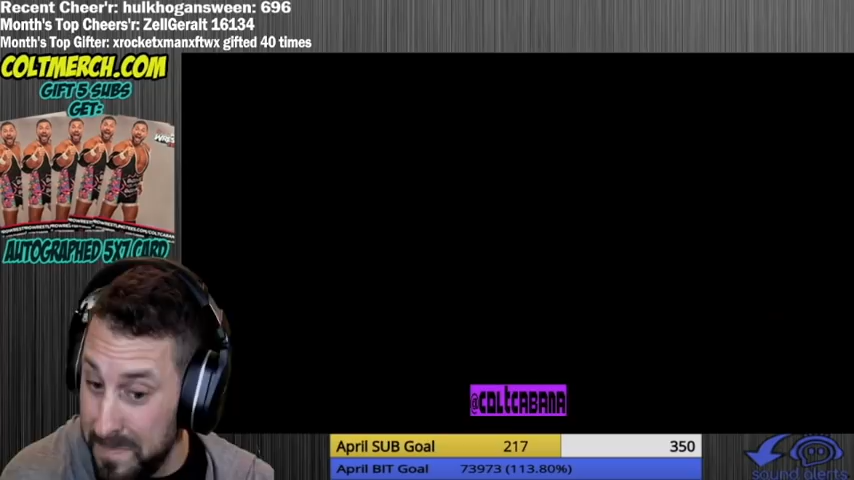 Recent Cheer'r: hulkhogansween: 696
Month's Top Cheers'r: ZellGeralt 16134
Month's Top Gifter: xrocketxmanxftwx gifted 40 times
COLTMERCH.COM
GIFT 5 SUBS
GET:
AUTOGRAPHED 5X7 CARD
@COLTCABANA
April SUB Goal 217 350
April BIT Goal 73973 (113.80%)
sound alerts